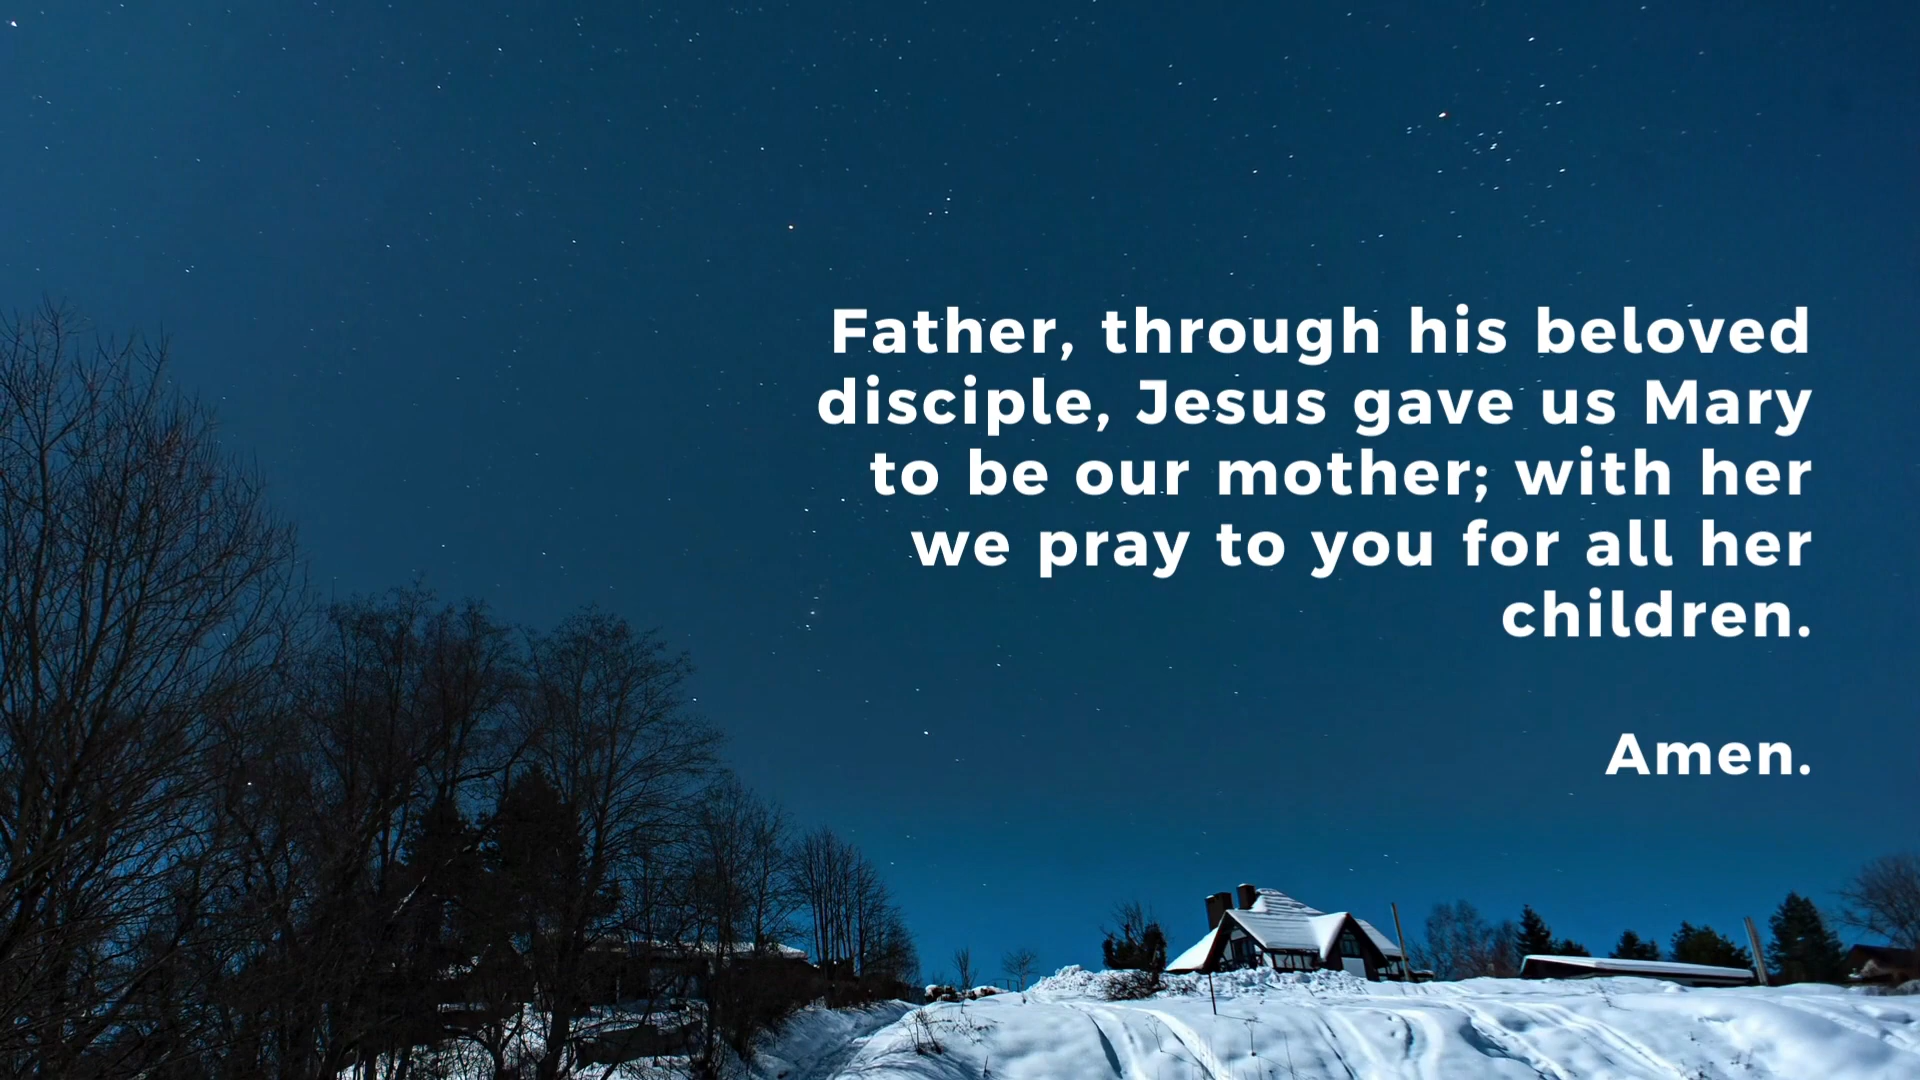 Father, through his beloved
disciple, Jesus gave us Mary
to be our mother; with her
we pray to you for all her
children.
Amen.